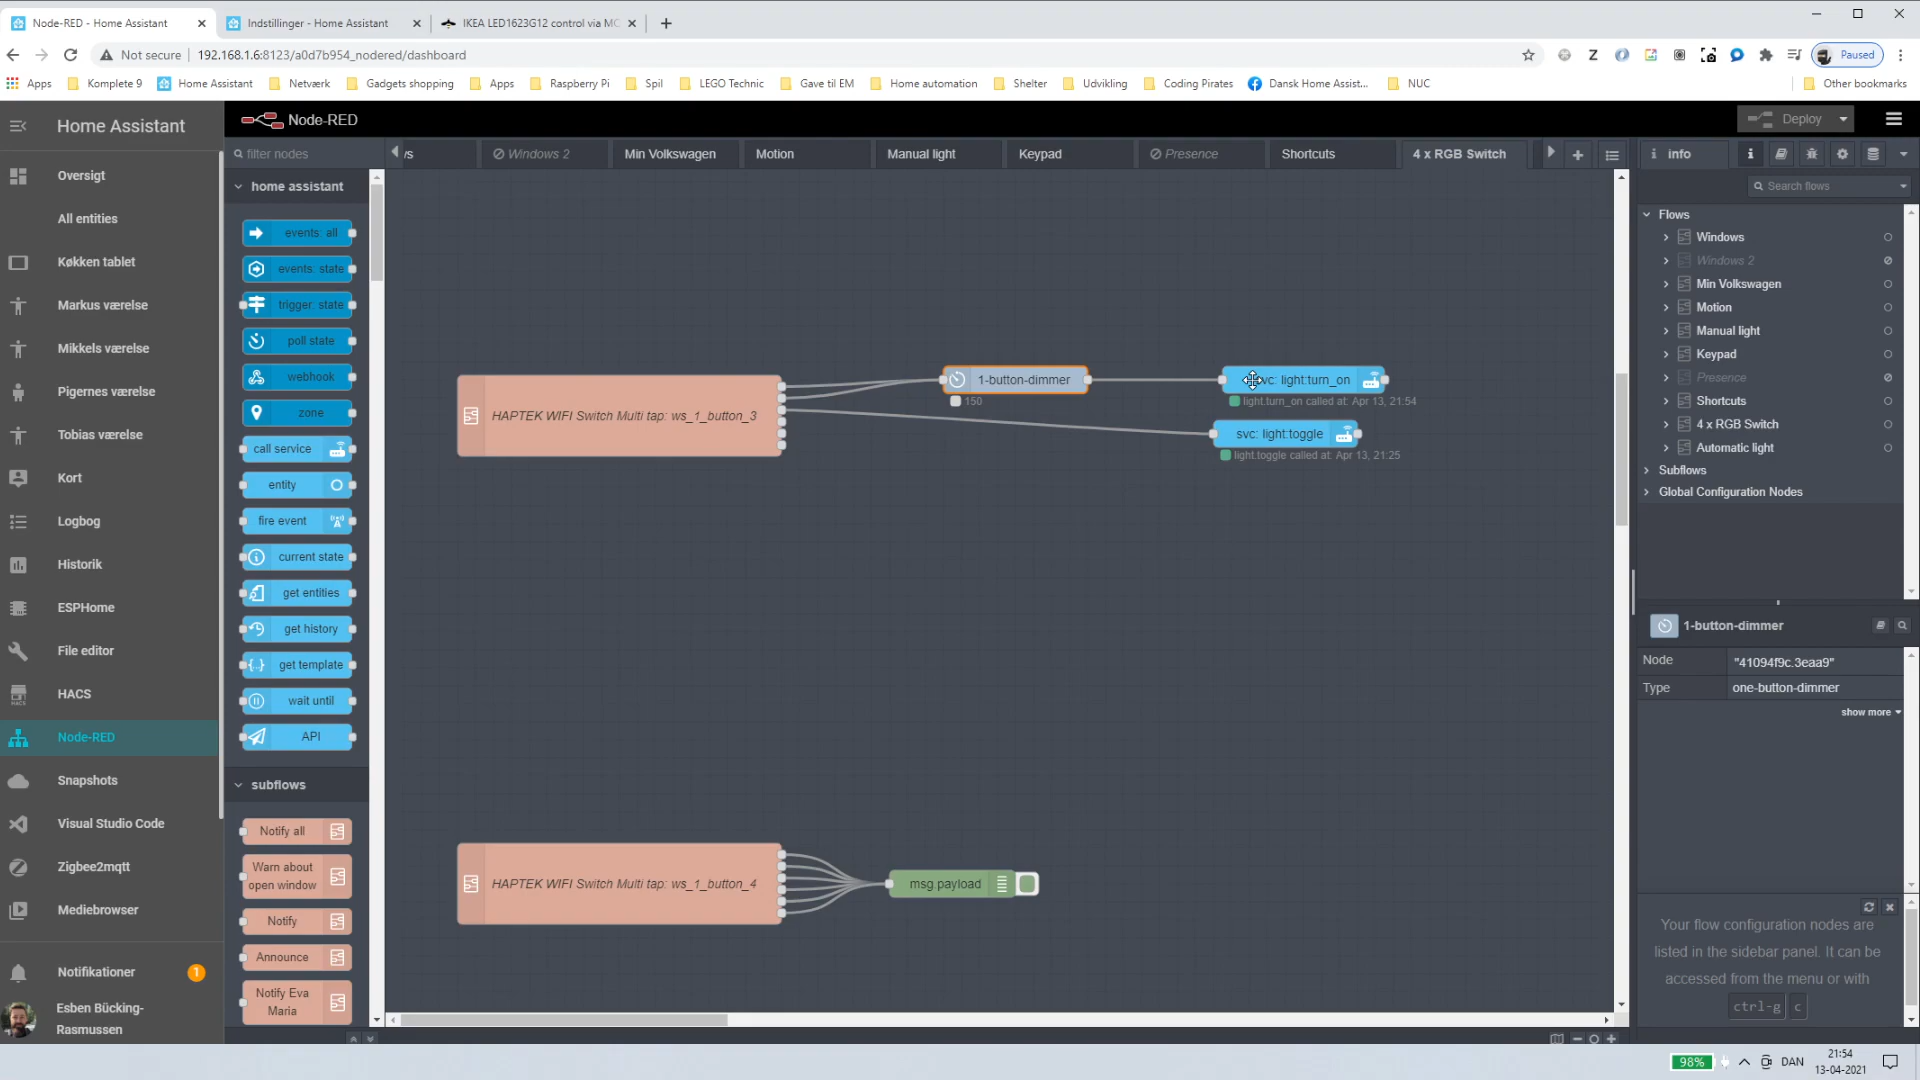 Node-RED - Home Assistant
Indstillinger - Home Assistant
IKEA LED1623G12 control via MQ
Not secure
192.168.1.6:8123/a0d7b954_nodered/dashboard
Paused
Apps
Komplete 9
Home Assistant
Netværk
Gadgets shopping
Apps
Raspberry Pi
Spil
LEGO Technic
Gave til EM
Home automation
Shelter
Udvikling
Coding Pirates
Dansk Home Assist...
NUC
Other bookmarks
Home Assistant
Oversigt
All entities
Køkken tablet
Markus værelse
Mikkels værelse
Pigernes værelse
Tobias værelse
Kort
Logbog
Historik
ESPHome
File editor
HACS
Node-RED
Snapshots
Visual Studio Code
Zigbee2mqtt
Mediebrowser
Notifikationer
1
Esben Bücking-
Rasmussen
Node-RED
Deploy
filter nodes
home assistant
events: all
events: state
trigger: state
poll state
webhook
zone
call service
entity
fire event
current state
get entities
get history
get template
wait until
API
subflows
Notify all
Warn about
open window
Notify
Announce
Notify Eva
Maria
Windows 2
Min Volkswagen
Motion
Manual light
Keypad
Presence
Shortcuts
4 x RGB Switch
HAPTEK WIFI Switch Multi tap: ws_1_button_3
1-button-dimmer
150
svc: light:turn_on
light.turn_on called at: Apr 13, 21:54
svc: light:toggle
light.toggle called at: Apr 13, 21:25
HAPTEK WIFI Switch Multi tap: ws_1_button_4
msg.payload
i info
Search flows
Flows
Windows
Windows 2
Min Volkswagen
Motion
Manual light
Keypad
Presence
Shortcuts
4 x RGB Switch
Automatic light
Subflows
Global Configuration Nodes
1-button-dimmer
Node
"41094f9c.3eaa9"
Type
one-button-dimmer
show more
Your flow configuration nodes are
listed in the sidebar panel. It can be
accessed from the menu or with
ctrl-g c
98%
DAN
21:54
13-04-2021